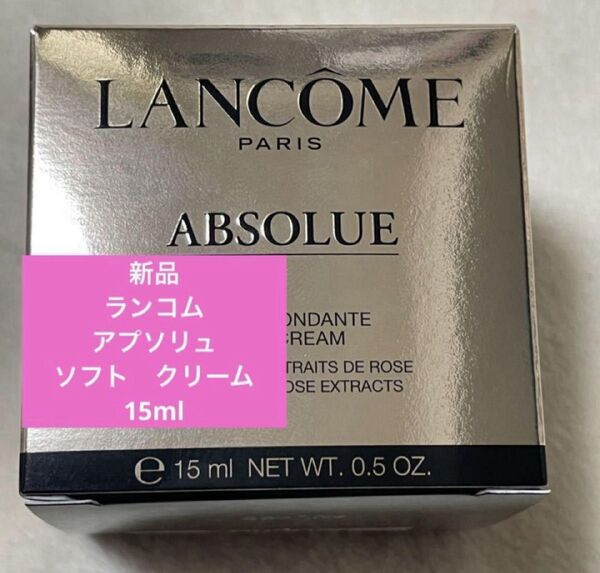 LANCÔME
PARIS
ABSOLUE
新品
ランコム
アプソリュ
ソフト　クリーム
15ml
ONDANTE
CREAM
TRAITS DE ROSE
OSE EXTRACTS
℮ 15 ml NET WT. 0.5 OZ.